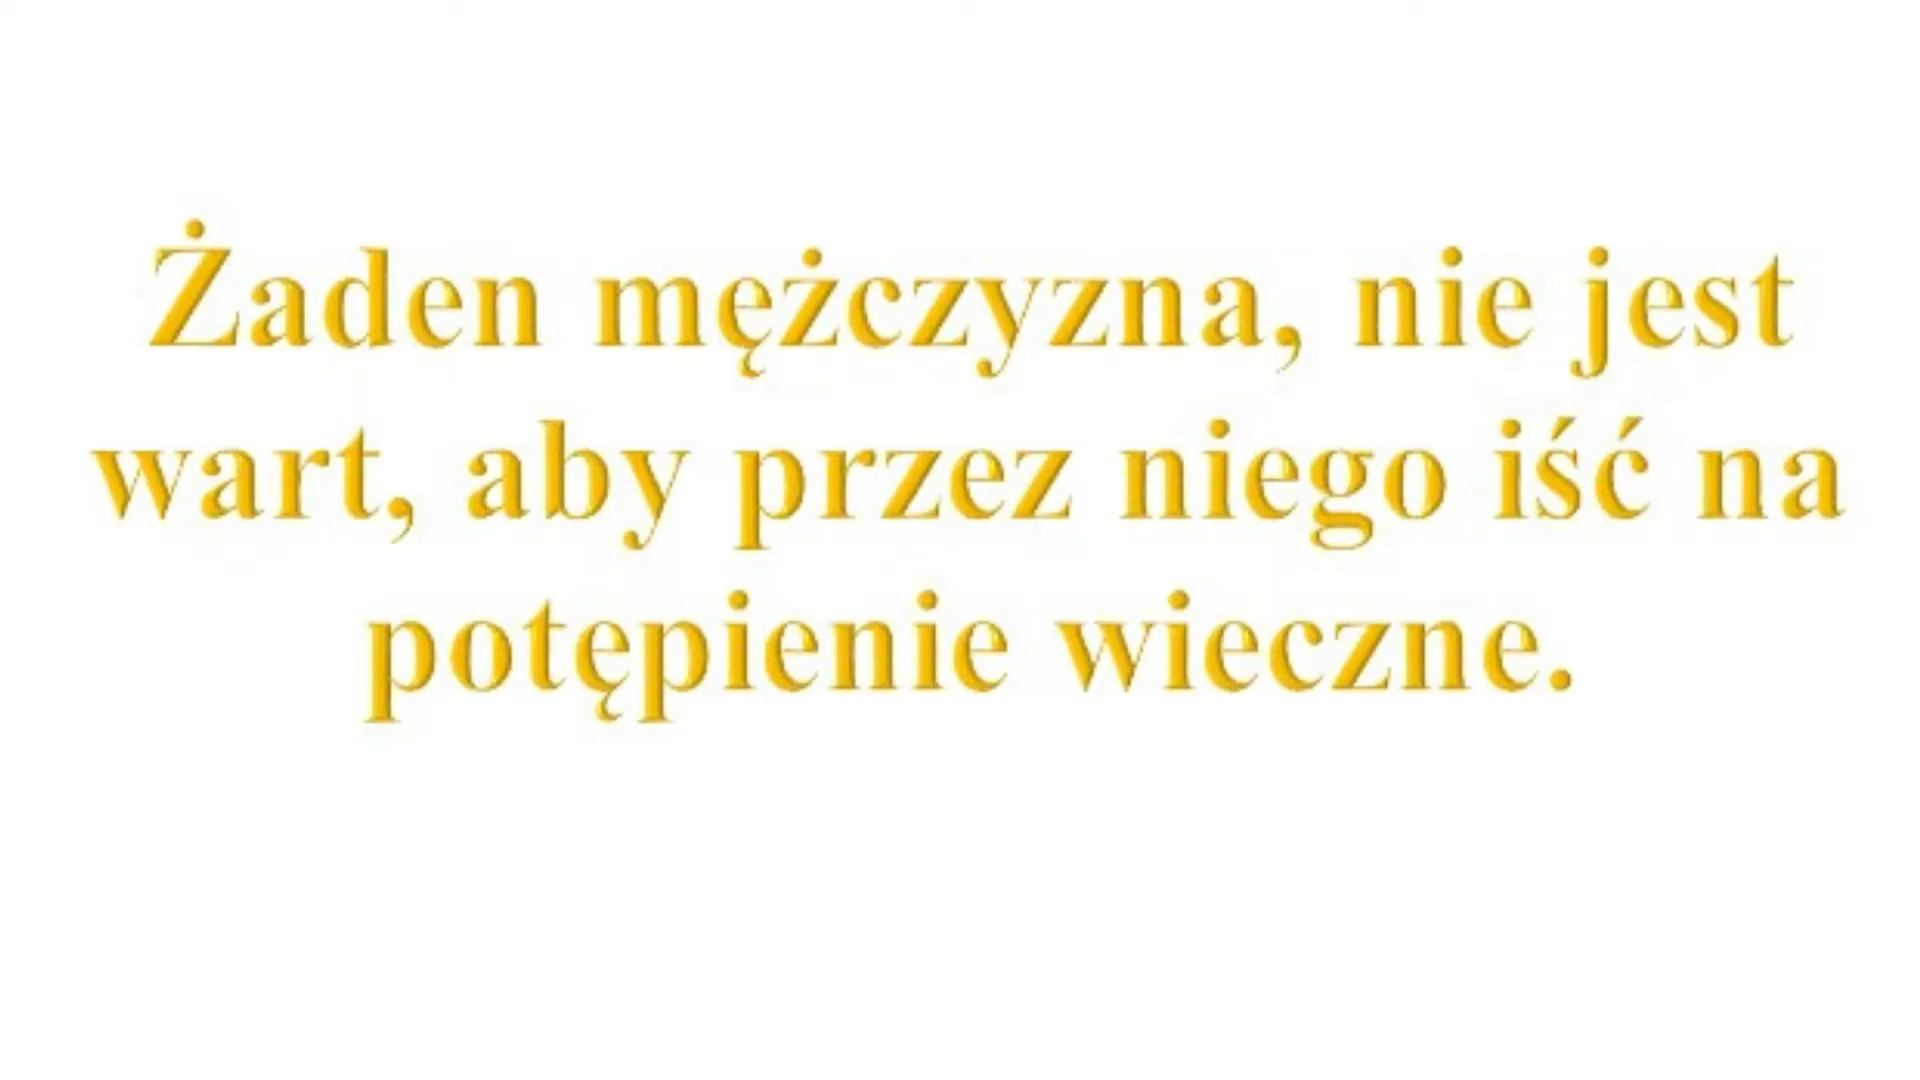 Żaden mężczyzna, nie jest
wart, aby przez niego iść na
potępienie wieczne.